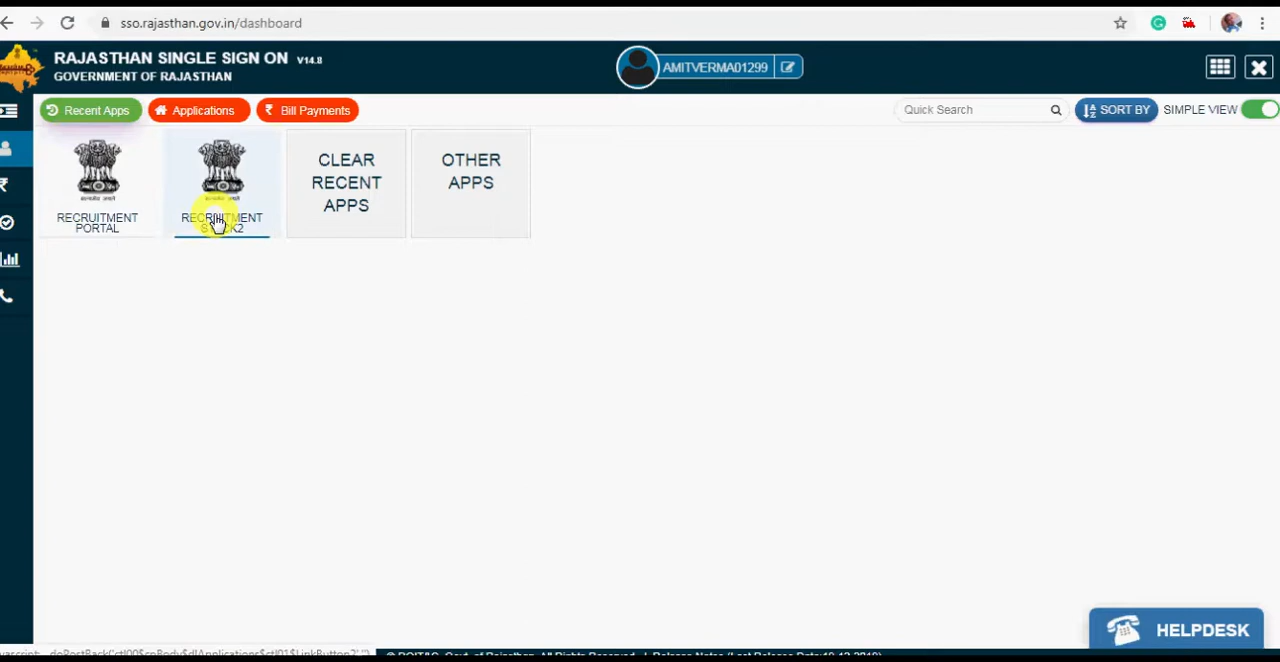 sso.rajasthan.gov.in/dashboard
RAJASTHAN SINGLE SIGN ON V14.8
GOVERNMENT OF RAJASTHAN
AMITVERMA01299
Recent Apps
Applications
₹ Bill Payments
Quick Search
SORT BY
SIMPLE VIEW
RECRUITMENT
PORTAL
RECRUITMENT
CLEAR
RECENT
APPS
OTHER
APPS
HELPDESK